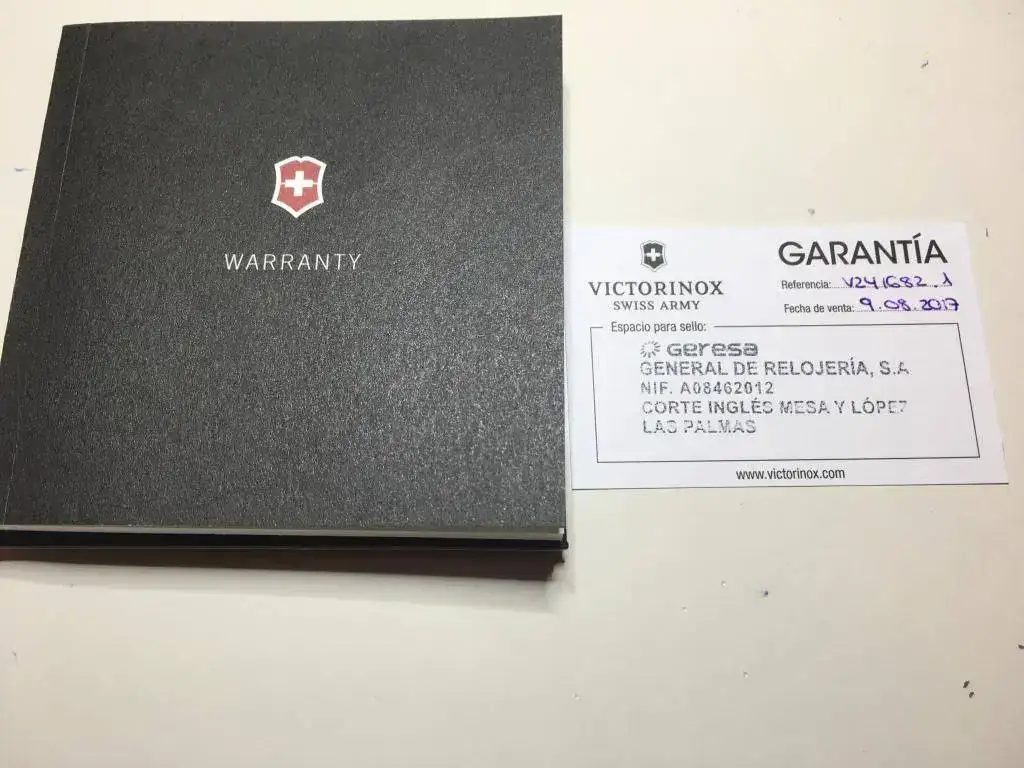 WARRANTY
VICTORINOX
SWISS ARMY
GARANTÍA
Referencia: V241682.1
Fecha de venta: 9.08.2017
Espacio para sello:
Geresa
GENERAL DE RELOJERÍA, S.A
NIF. A08462012
CORTE INGLÉS MESA Y LÓPEZ
LAS PALMAS
www.victorinox.com